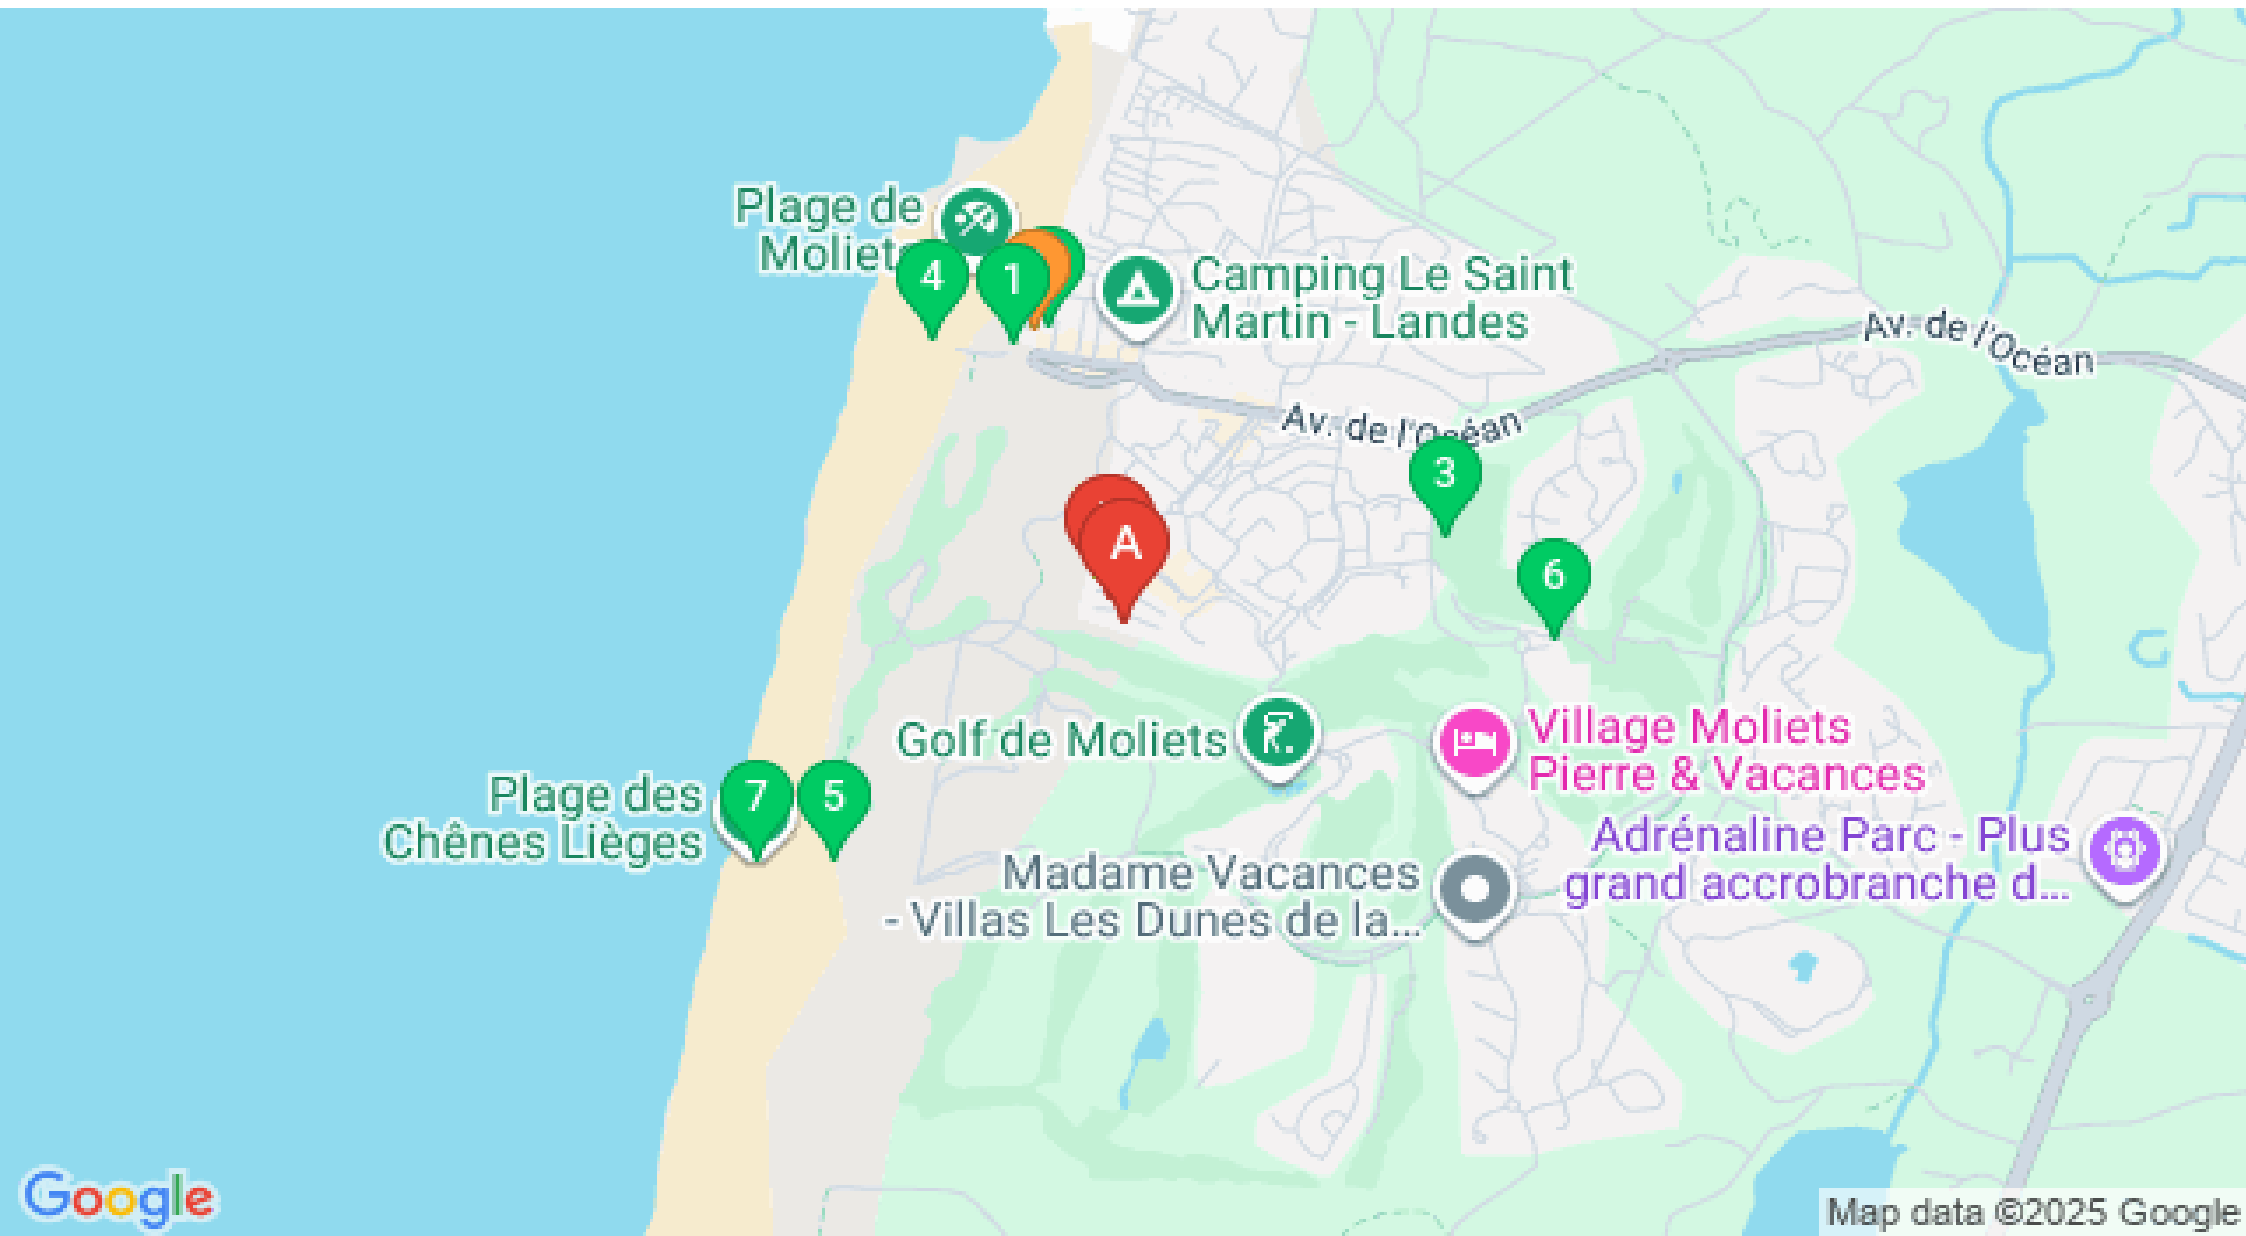 Plage de
Moliets
4
1
Camping Le Saint
Martin - Landes
Av. de l'Océan
Av. de l'Océan
3
A
6
Golf de Moliets
Village Moliets
Pierre & Vacances
Plage des
Chênes Lièges
7
5
Adrénaline Parc - Plus
grand accrobranche d...
Madame Vacances
- Villas Les Dunes de la...
Google
Map data ©2025 Google